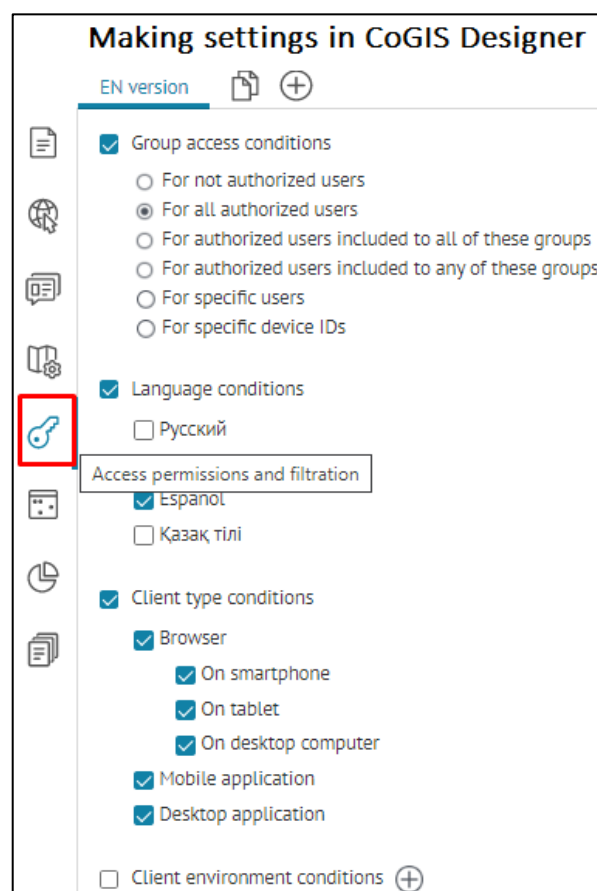 Making settings in CoGIS Designer
EN version
Group access conditions
For not authorized users
For all authorized users
For authorized users included to all of these groups
For authorized users included to any of these groups
For specific users
For specific device IDs
Language conditions
Русский
Access permissions and filtration
Español
Қазақ тілі
Client type conditions
Browser
On smartphone
On tablet
On desktop computer
Mobile application
Desktop application
Client environment conditions